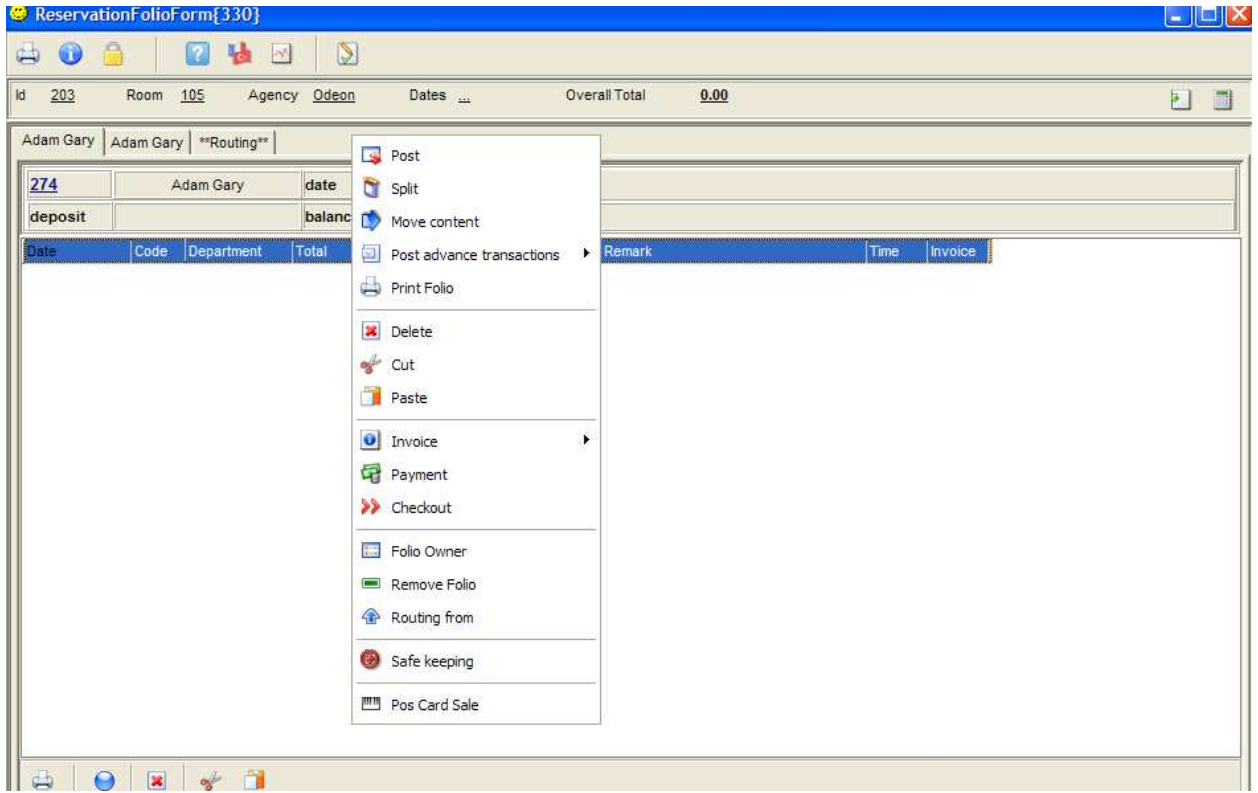 ReservationFolioForm{330}
Id 203 Room 105 Agency Odeon Dates ... Overall Total 0.00
Adam Gary Adam Gary **Routing**
274 Adam Gary date
deposit balanc
Date Code Department Total Remark Time Invoice
Post
Split
Move content
Post advance transactions
Print Folio
Delete
Cut
Paste
Invoice
Payment
Checkout
Folio Owner
Remove Folio
Routing from
Safe keeping
Pos Card Sale